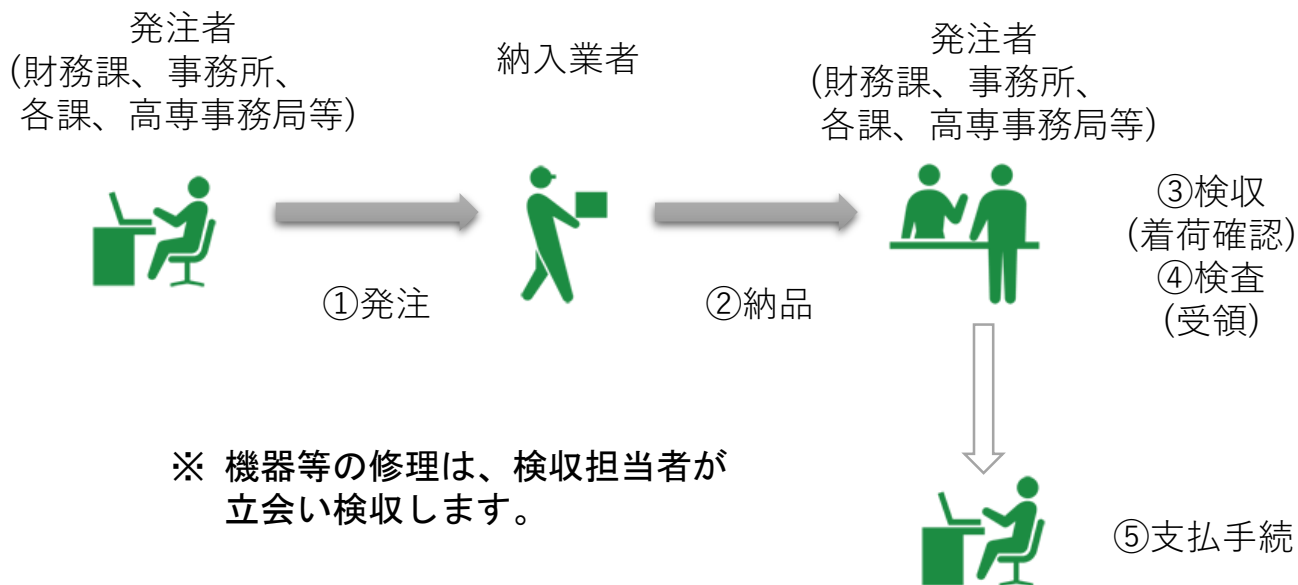 発注者
(財務課、事務所、
各課、高専事務局等)
納入業者
発注者
(財務課、事務所、
各課、高専事務局等)
①発注
②納品
③検収
(着荷確認)
④検査
(受領)
※ 機器等の修理は、検収担当者が
立会い検収します。
⑤支払手続